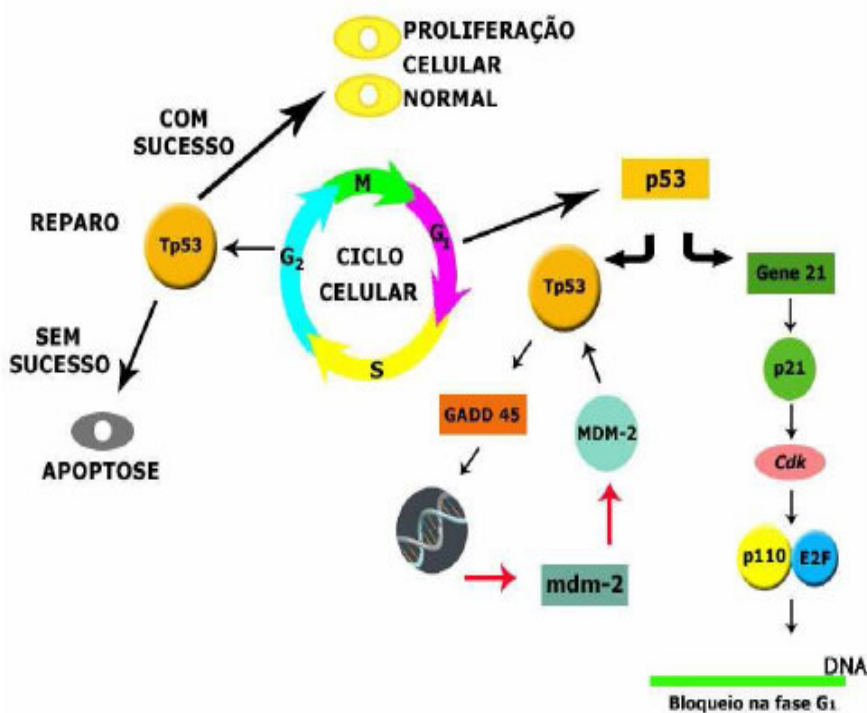 PROLIFERAÇÃO
CELULAR
NORMAL
COM
SUCESSO
REPARO
Tp53
SEM
SUCESSO
APOPTOSE
M
G₁
S
G₂
CICLO
CELULAR
p53
Tp53
Gene 21
GADD 45
MDM-2
mdm-2
p21
Cdk
p110
E2F
DNA
Bloqueio na fase G₁